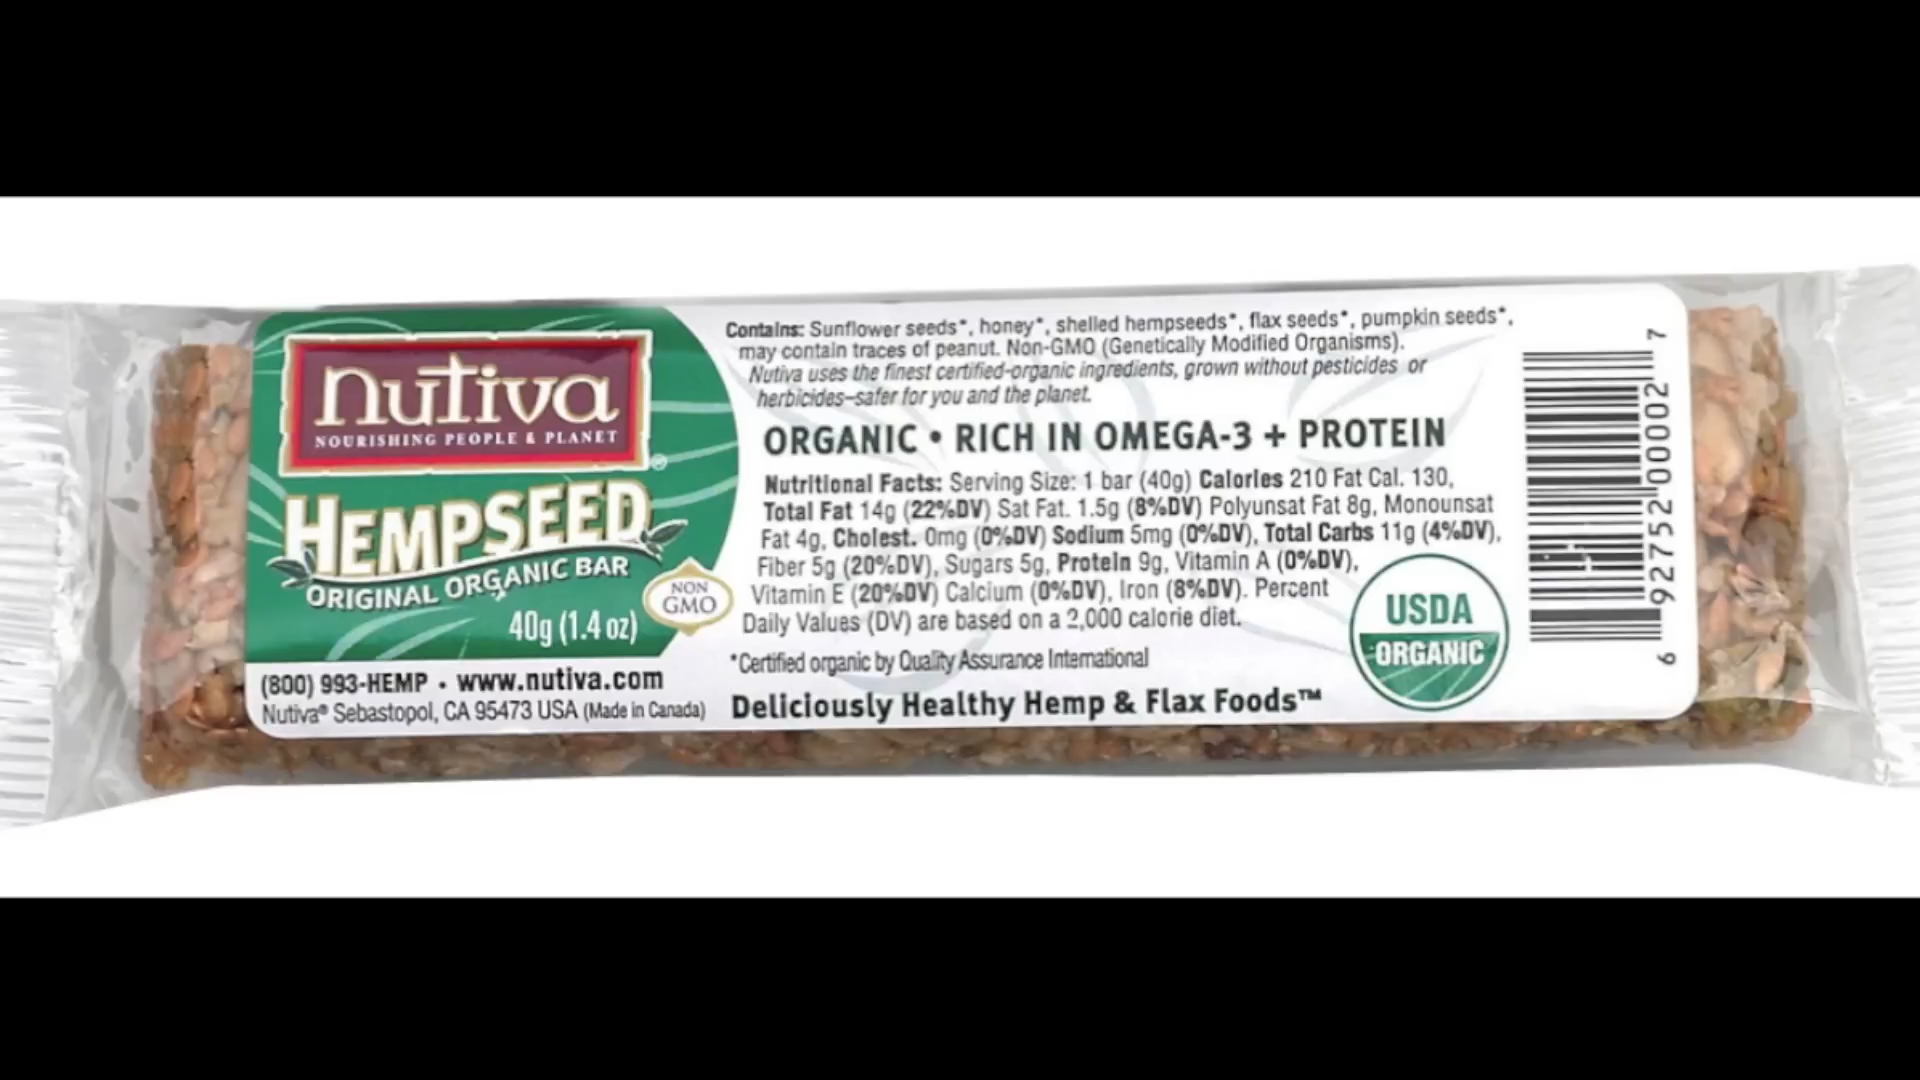 nutiva
NOURISHING PEOPLE & PLANET
®
HEMPSEED
ORIGINAL ORGANIC BAR
40g (1.4 oz)
NON
GMO
(800) 993-HEMP • www.nutiva.com
Nutiva® Sebastopol, CA 95473 USA (Made in Canada)
Contains: Sunflower seeds*, honey*, shelled hempseeds*, flax seeds*, pumpkin seeds*,
may contain traces of peanut. Non-GMO (Genetically Modified Organisms).
Nutiva uses the finest certified-organic ingredients, grown without pesticides or
herbicides–safer for you and the planet.
ORGANIC • RICH IN OMEGA-3 + PROTEIN
Nutritional Facts: Serving Size: 1 bar (40g) Calories 210 Fat Cal. 130,
Total Fat 14g (22%DV) Sat Fat. 1.5g (8%DV) Polyunsat Fat 8g, Monounsat
Fat 4g, Cholest. 0mg (0%DV) Sodium 5mg (0%DV), Total Carbs 11g (4%DV),
Fiber 5g (20%DV), Sugars 5g, Protein 9g, Vitamin A (0%DV),
Vitamin E (20%DV) Calcium (0%DV), Iron (8%DV). Percent
Daily Values (DV) are based on a 2,000 calorie diet.
*Certified organic by Quality Assurance International
Deliciously Healthy Hemp & Flax Foods™
USDA
ORGANIC
6 92752 00002 7